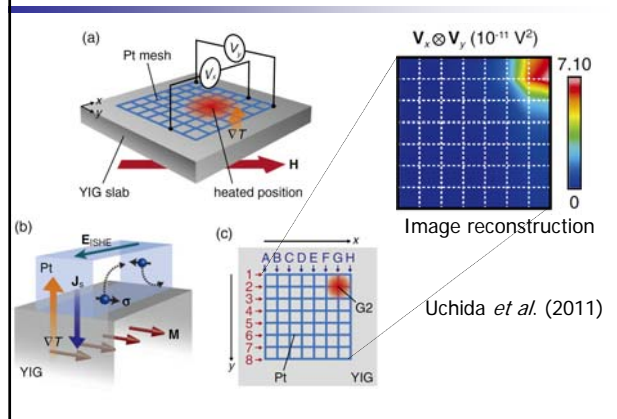 (a)
Pt mesh
V_y
V_x
x
y
∇T
H
YIG slab
heated position
V_x ⊗ V_y (10⁻¹¹ V²)
7.10
0
Image reconstruction
(b)
E_ISHE
Pt
J_s
σ
∇T
M
YIG
(c)
x
A B C D E F G H
1
2
3
4
5
6
7
8
G2
y
Pt
YIG
Uchida et al. (2011)